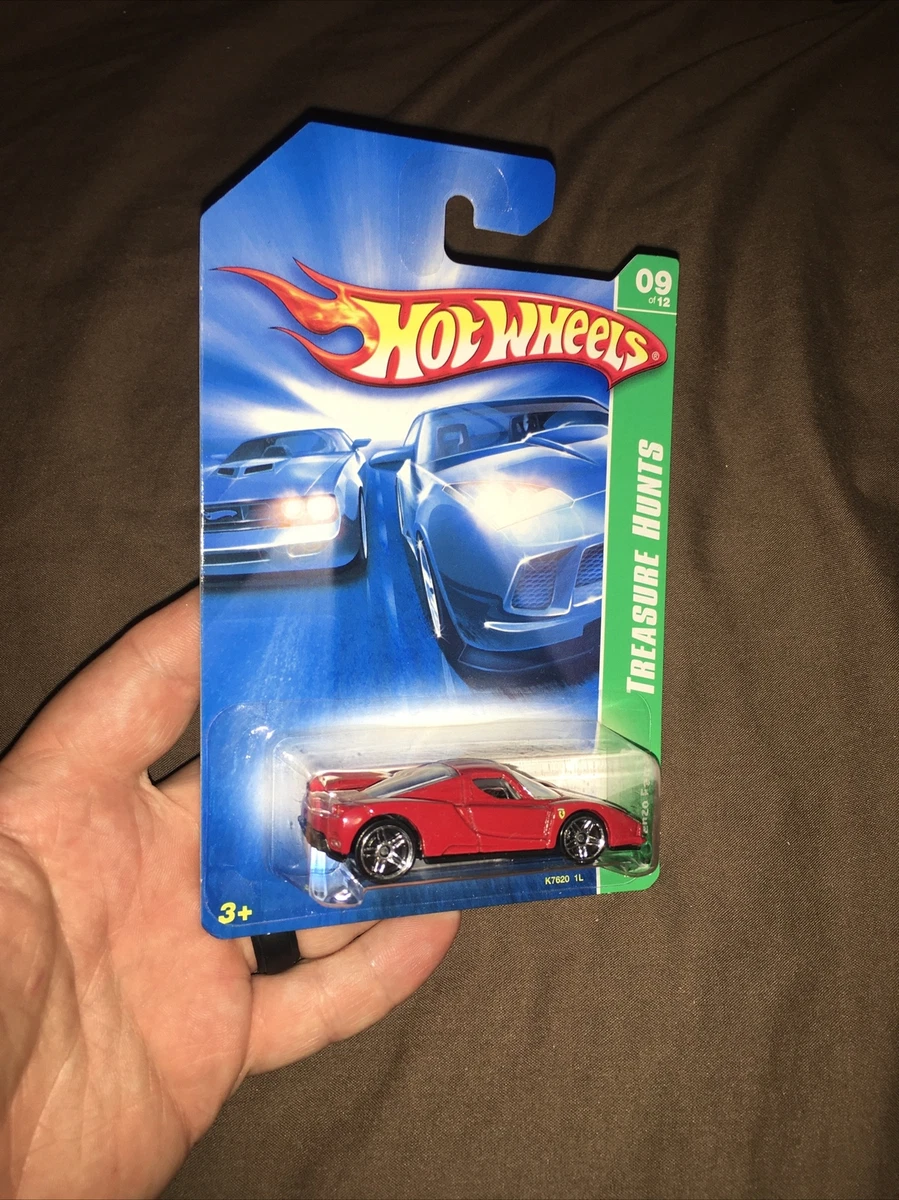 09
of 12
HOT WHEELS®
TREASURE HUNTS
K7620 1L
3+